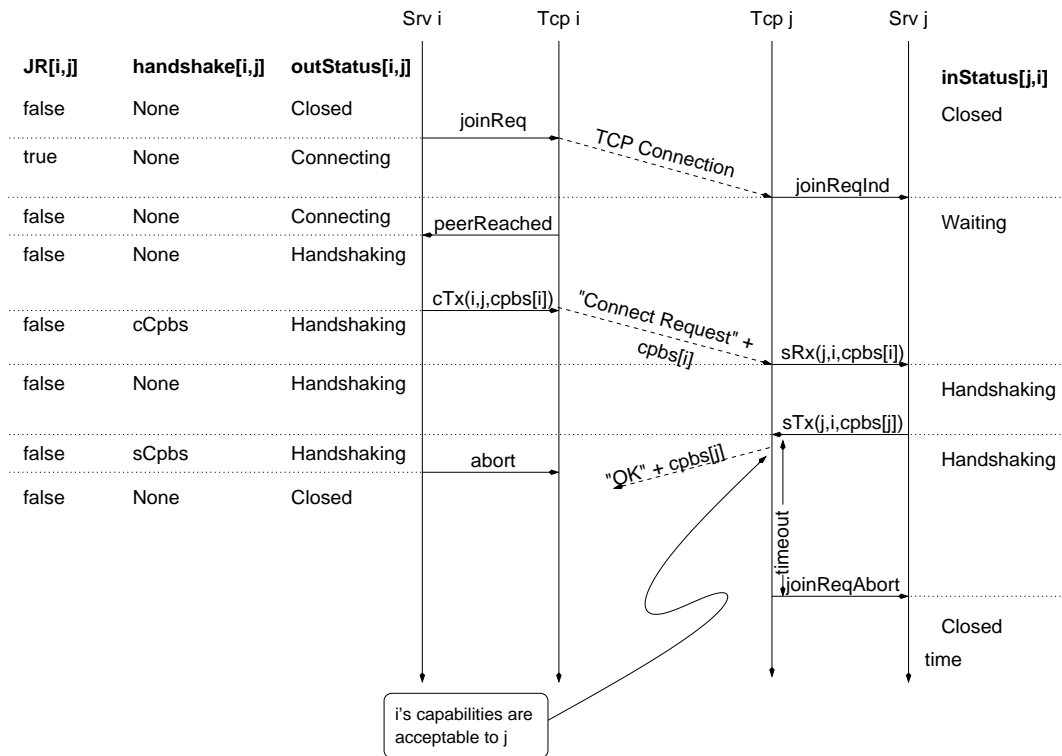 Srv i Tcp i Tcp j Srv j
JR[i,j] handshake[i,j] outStatus[i,j] inStatus[j,i]
false None Closed Closed
joinReq
TCP Connection
true None Connecting
joinReqInd
false None Connecting Waiting
peerReached
false None Handshaking
cTx(i,j,cpbs[i])
"Connect Request" +
cpbs[i]
false cCpbs Handshaking
sRx(j,i,cpbs[i])
false None Handshaking Handshaking
sTx(j,i,cpbs[j])
false sCpbs Handshaking Handshaking
"OK" + cpbs[j]
abort
false None Closed
timeout
joinReqAbort
Closed
time
i's capabilities are
acceptable to j